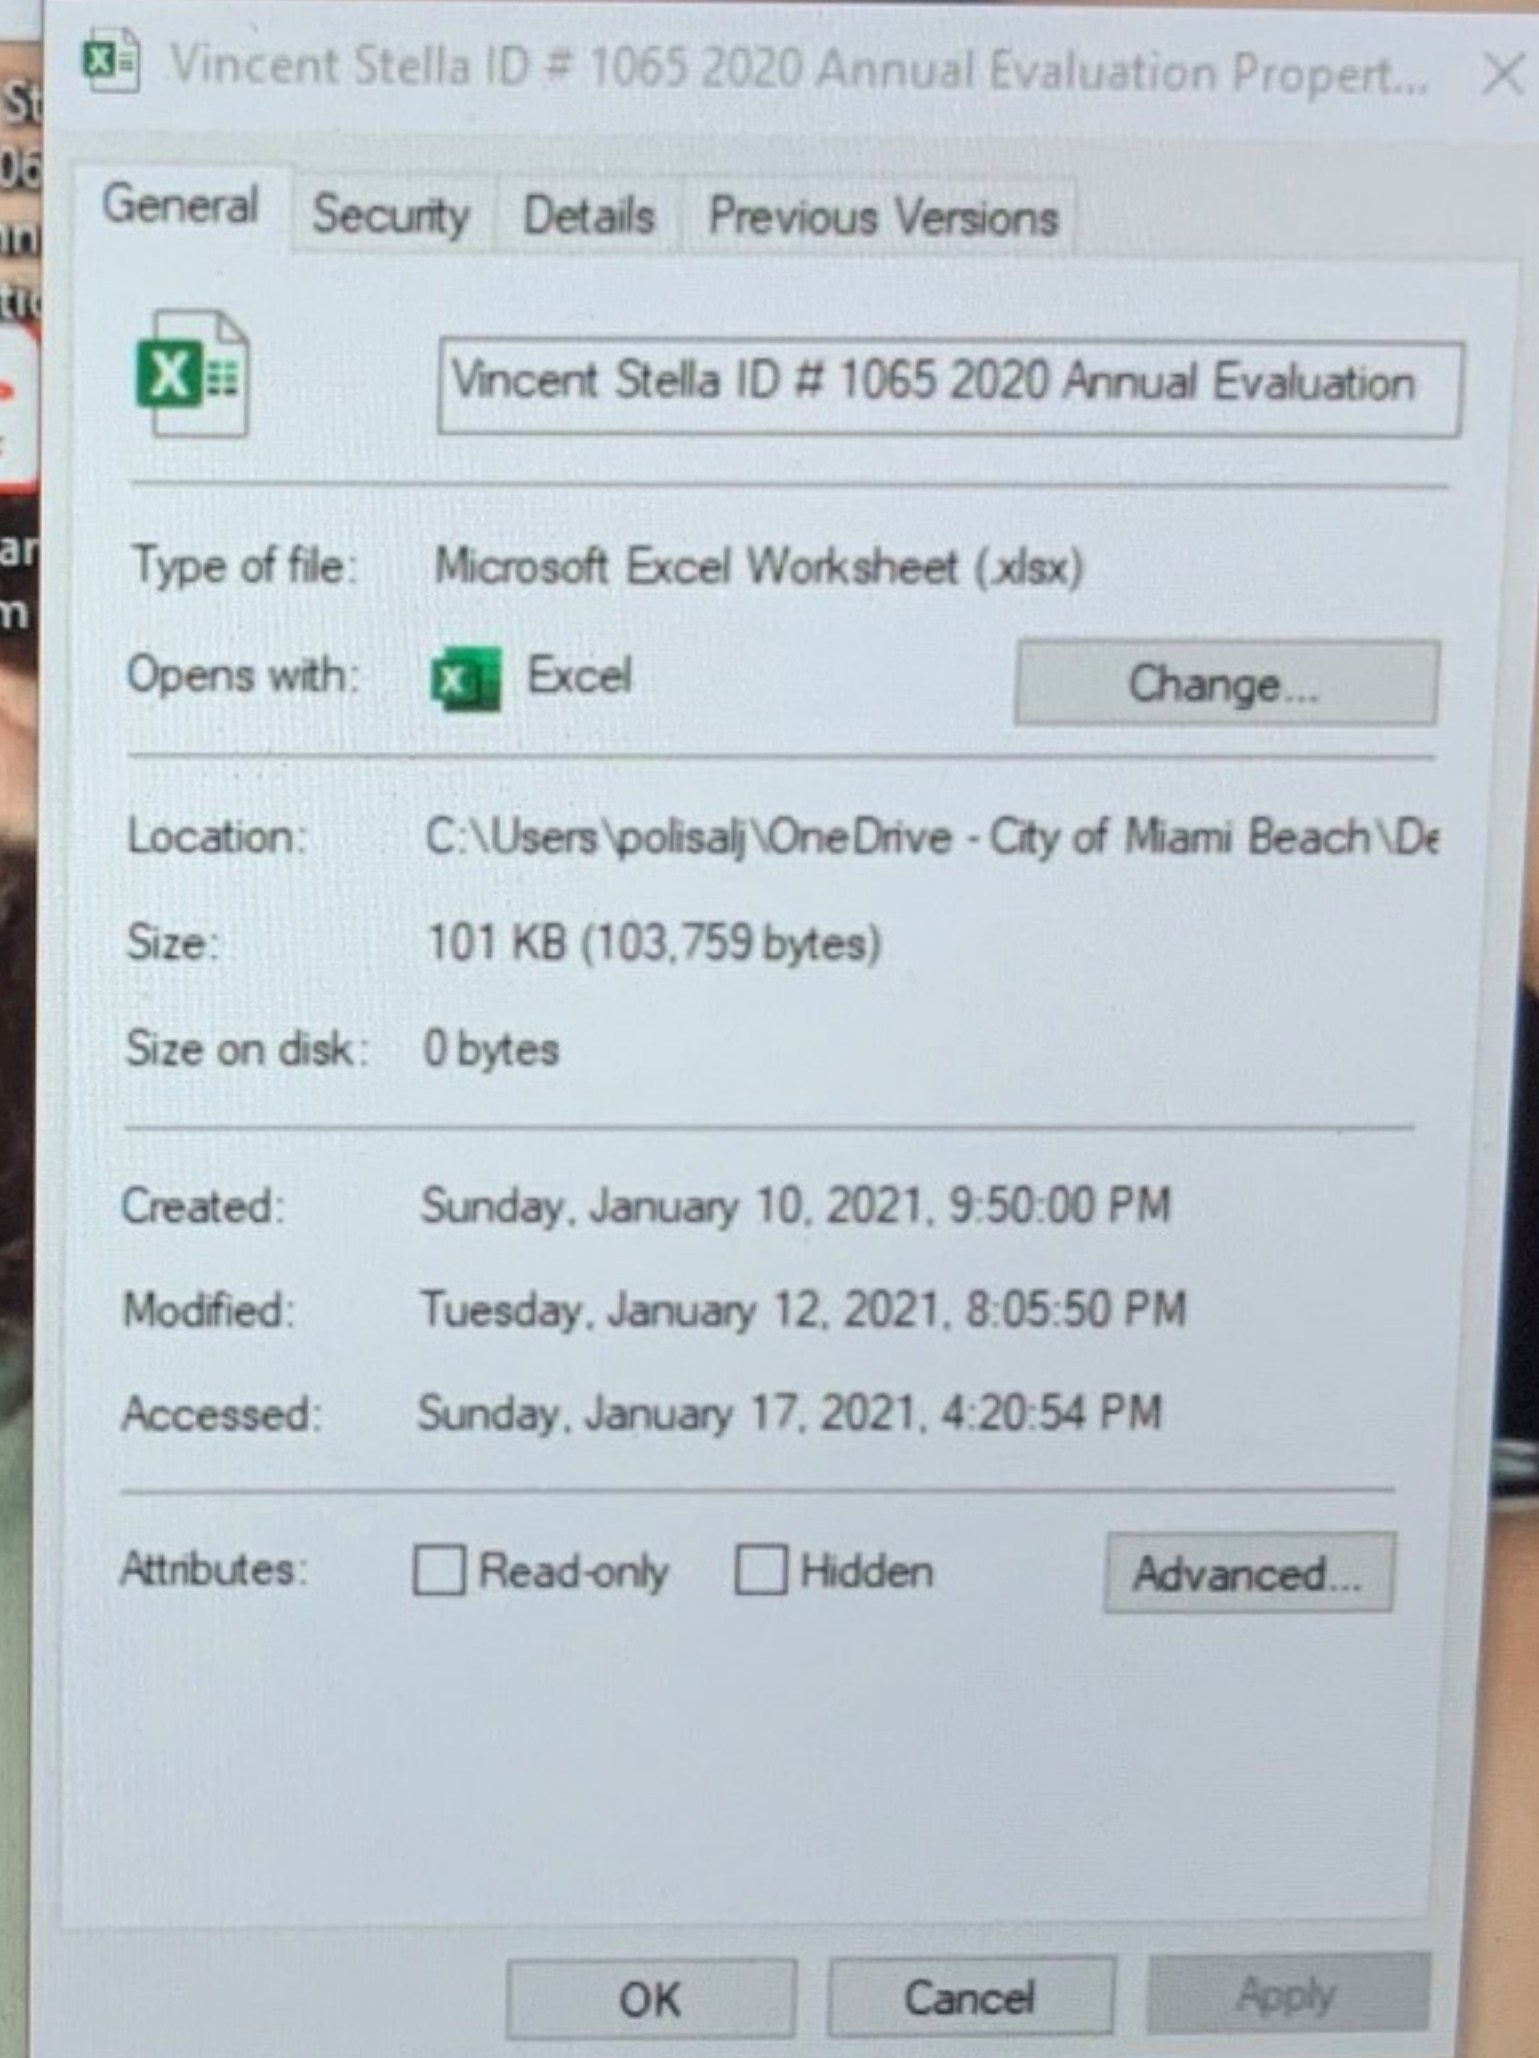 Vincent Stella ID # 1065 2020 Annual Evaluation Propert...
General Security Details Previous Versions
Vincent Stella ID # 1065 2020 Annual Evaluation
Type of file: Microsoft Excel Worksheet (.xlsx)
Opens with: Excel Change...
Location: C:\Users\polisalj\OneDrive - City of Miami Beach\De
Size: 101 KB (103,759 bytes)
Size on disk: 0 bytes
Created: Sunday, January 10, 2021, 9:50:00 PM
Modified: Tuesday, January 12, 2021, 8:05:50 PM
Accessed: Sunday, January 17, 2021, 4:20:54 PM
Attributes: Read-only Hidden Advanced...
OK Cancel Apply